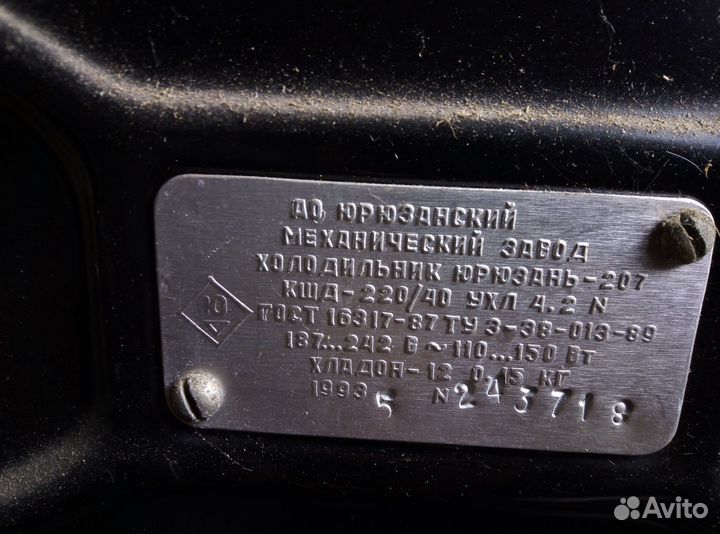 АО ЮРЮЗАНСКИЙ
МЕХАНИЧЕСКИЙ ЗАВОД
ХОЛОДИЛЬНИК ЮРЮЗАНЬ-207
КШД-220/40 УХЛ 4.2 N
Ю
ГОСТ 16317-87 ТУ 3-38-013-89
187...242 В ~ 110...150 Вт
ХЛАДОН-12 0.15 КГ
1993 5 N 243718
Avito